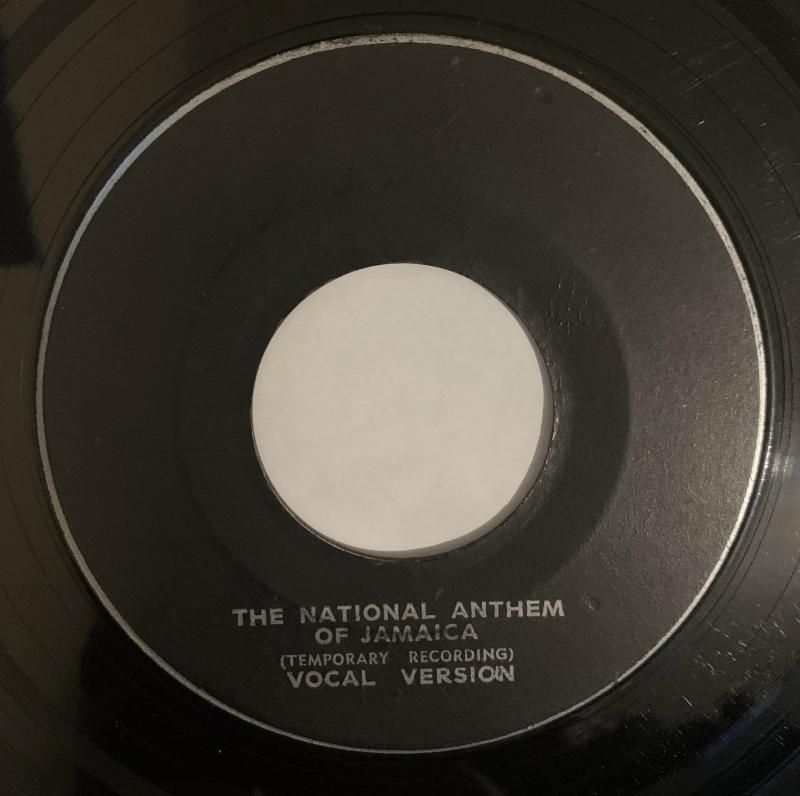 THE NATIONAL ANTHEM
OF JAMAICA
(TEMPORARY RECORDING)
VOCAL VERSION